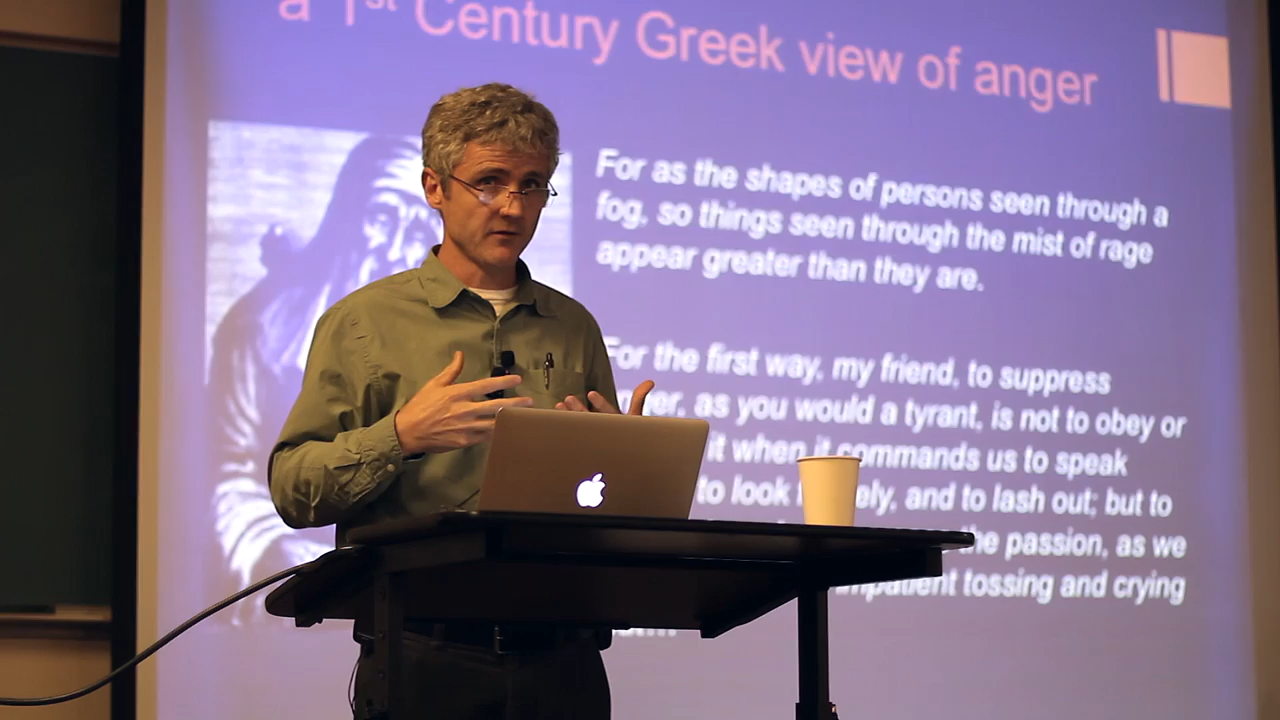 a 1st Century Greek view of anger
For as the shapes of persons seen through a
fog, so things seen through the mist of rage
appear greater than they are.
For the first way, my friend, to suppress
as you would a tyrant, is not to obey or
it when it commands us to speak
to look and to lash out; but to
the passion, as we
tossing and crying